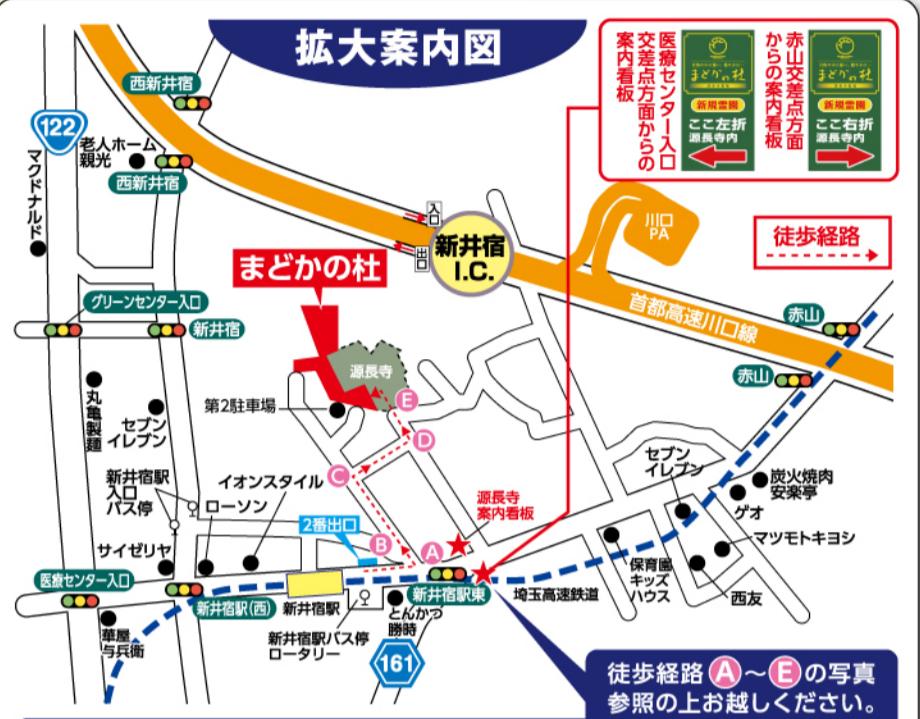 拡大案内図
医療センター入口
交差点方面からの
案内看板
まどかの杜
新規霊園
ここ左折
源長寺内
赤山交差点方面
からの案内看板
まどかの杜
新規霊園
ここ右折
源長寺内
西新井宿
122
老人ホーム
親光
西新井宿
マクドナルド
入口
出口
新井宿
I.C.
川口
PA
徒歩経路
まどかの杜
首都高速川口線
グリーンセンター入口
新井宿
赤山
赤山
源長寺
第2駐車場
E
D
C
丸亀製麺
セブン
イレブン
新井宿駅
入口
バス停
ローソン
イオンスタイル
2番出口
B
A
源長寺
案内看板
セブン
イレブン
炭火焼肉
安楽亭
ゲオ
マツモトキヨシ
サイゼリヤ
医療センター入口
新井宿駅(西)
新井宿駅
新井宿駅東
埼玉高速鉄道
保育園
キッズ
ハウス
西友
華屋
与兵衛
新井宿駅バス停
ロータリー
とんかつ
勝時
161
徒歩経路A～Eの写真
参照の上お越しください。